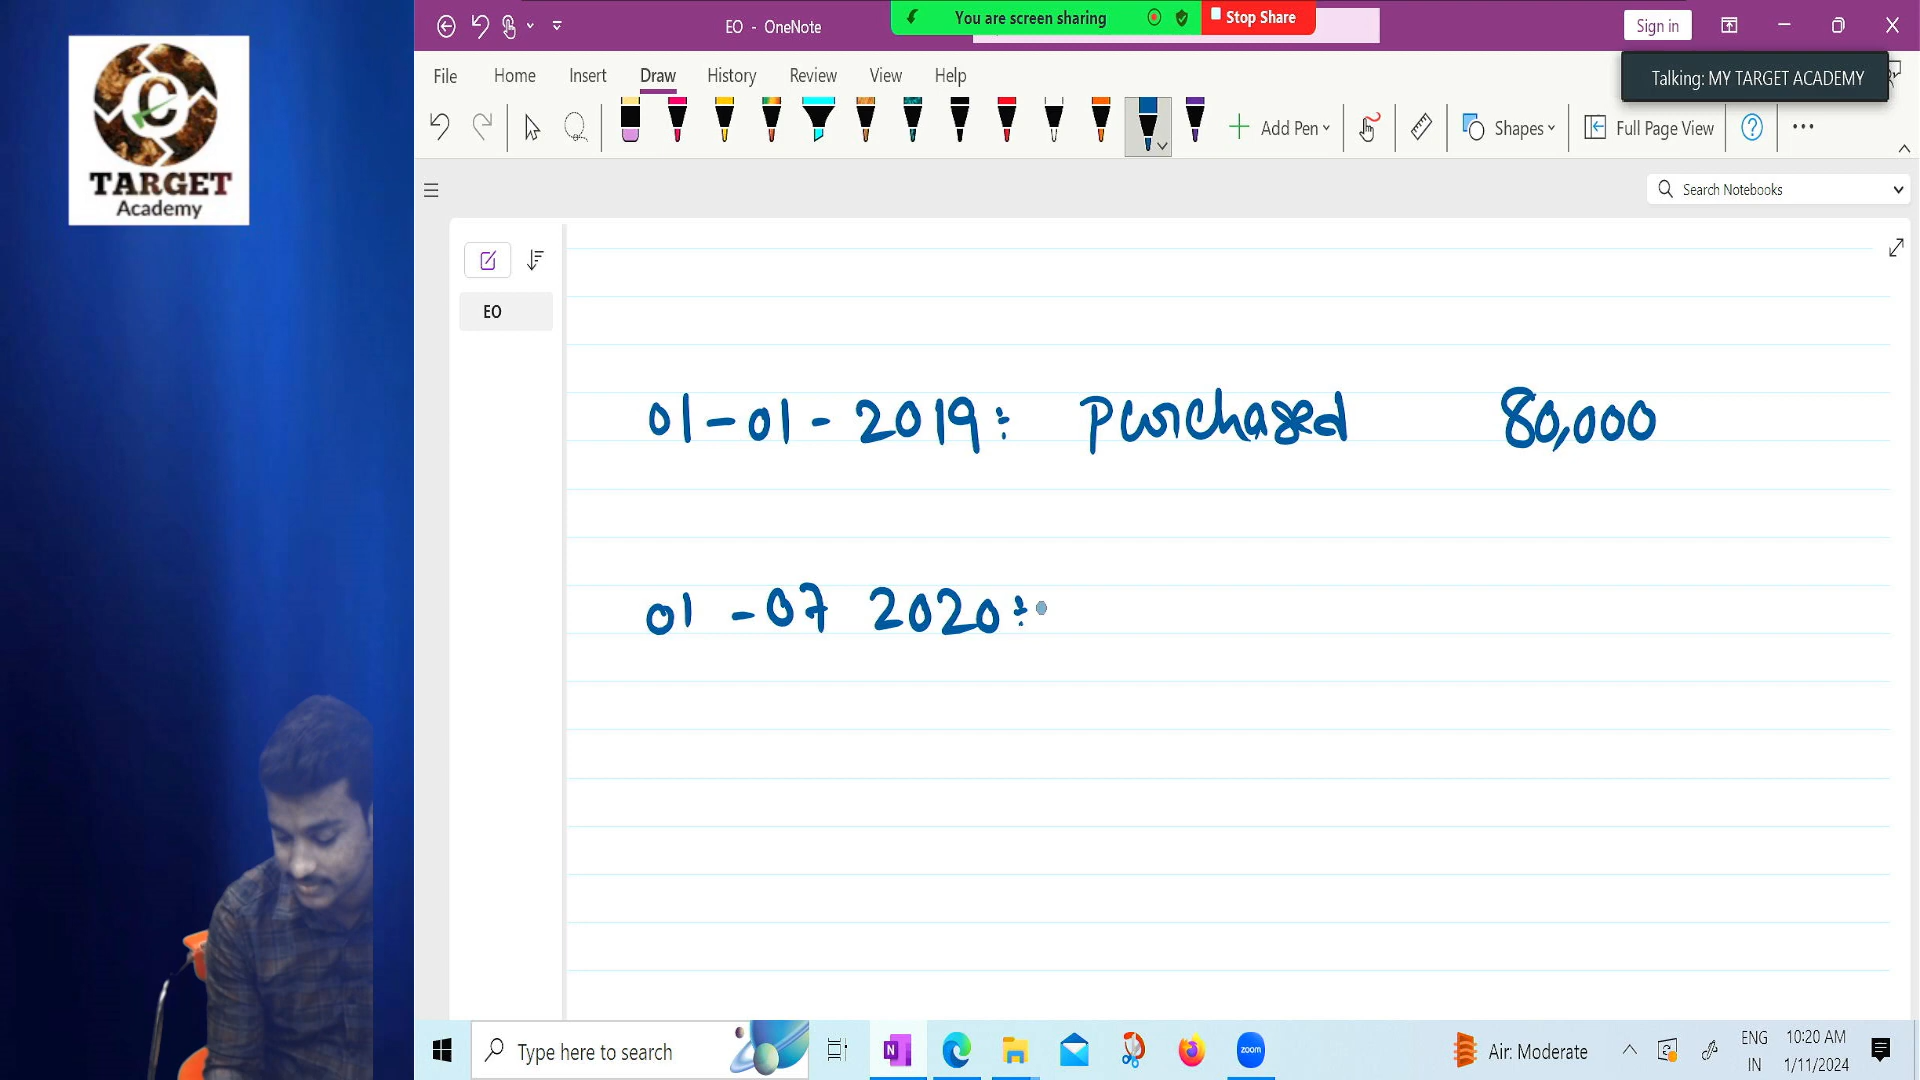 TARGET
Academy
EO - OneNote
You are screen sharing
Stop Share
Sign in
Talking: MY TARGET ACADEMY
File Home Insert Draw History Review View Help
Add Pen
Shapes
Full Page View
Search Notebooks
EO
01-01-2019: purchased 80,000
01 -07 2020:
Type here to search
zoom
Air: Moderate
ENG
IN
10:20 AM
1/11/2024